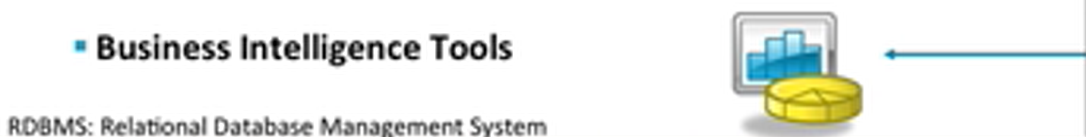 ▪ Business Intelligence Tools
RDBMS: Relational Database Management System